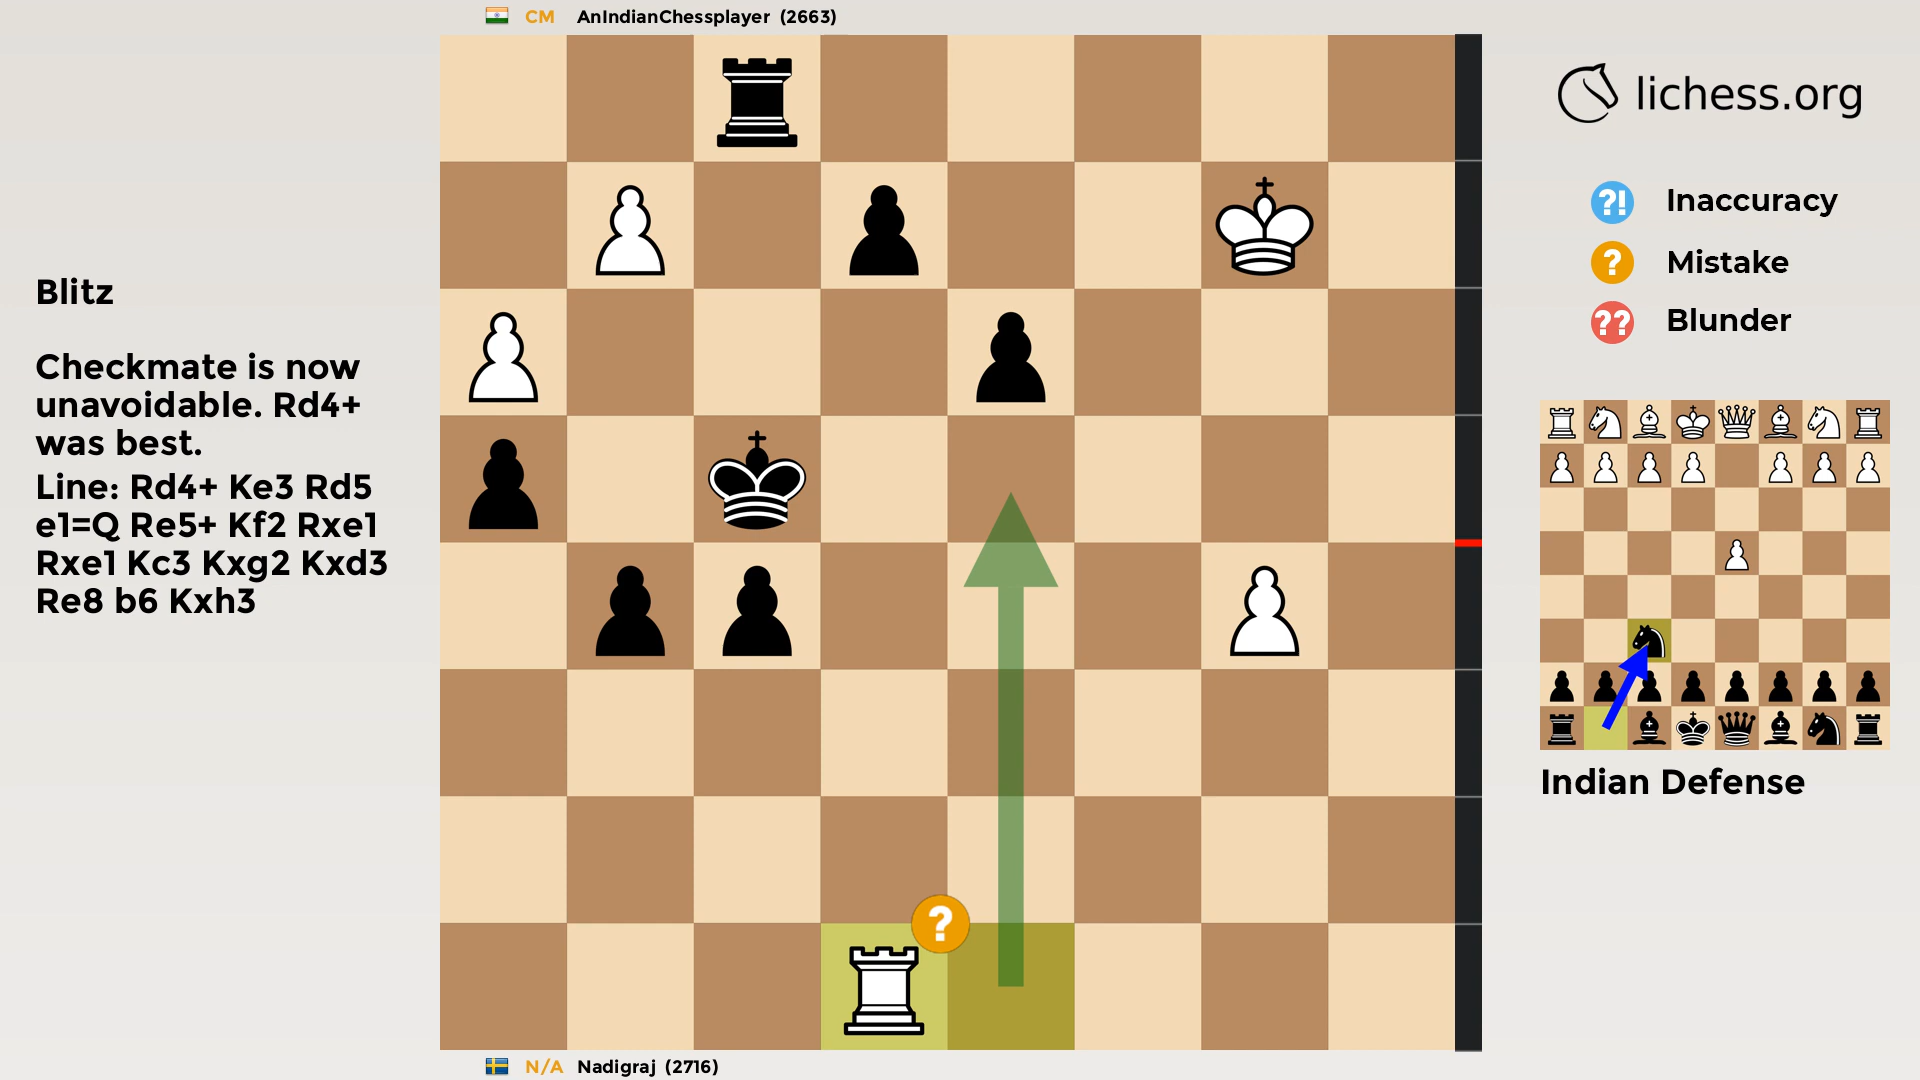 CM AnIndianChessplayer (2663)
lichess.org
?! Inaccuracy
? Mistake
?? Blunder
Blitz
Checkmate is now
unavoidable. Rd4+
was best.
Line: Rd4+ Ke3 Rd5
e1=Q Re5+ Kf2 Rxe1
Rxe1 Kc3 Kxg2 Kxd3
Re8 b6 Kxh3
?
Indian Defense
N/A Nadigraj (2716)